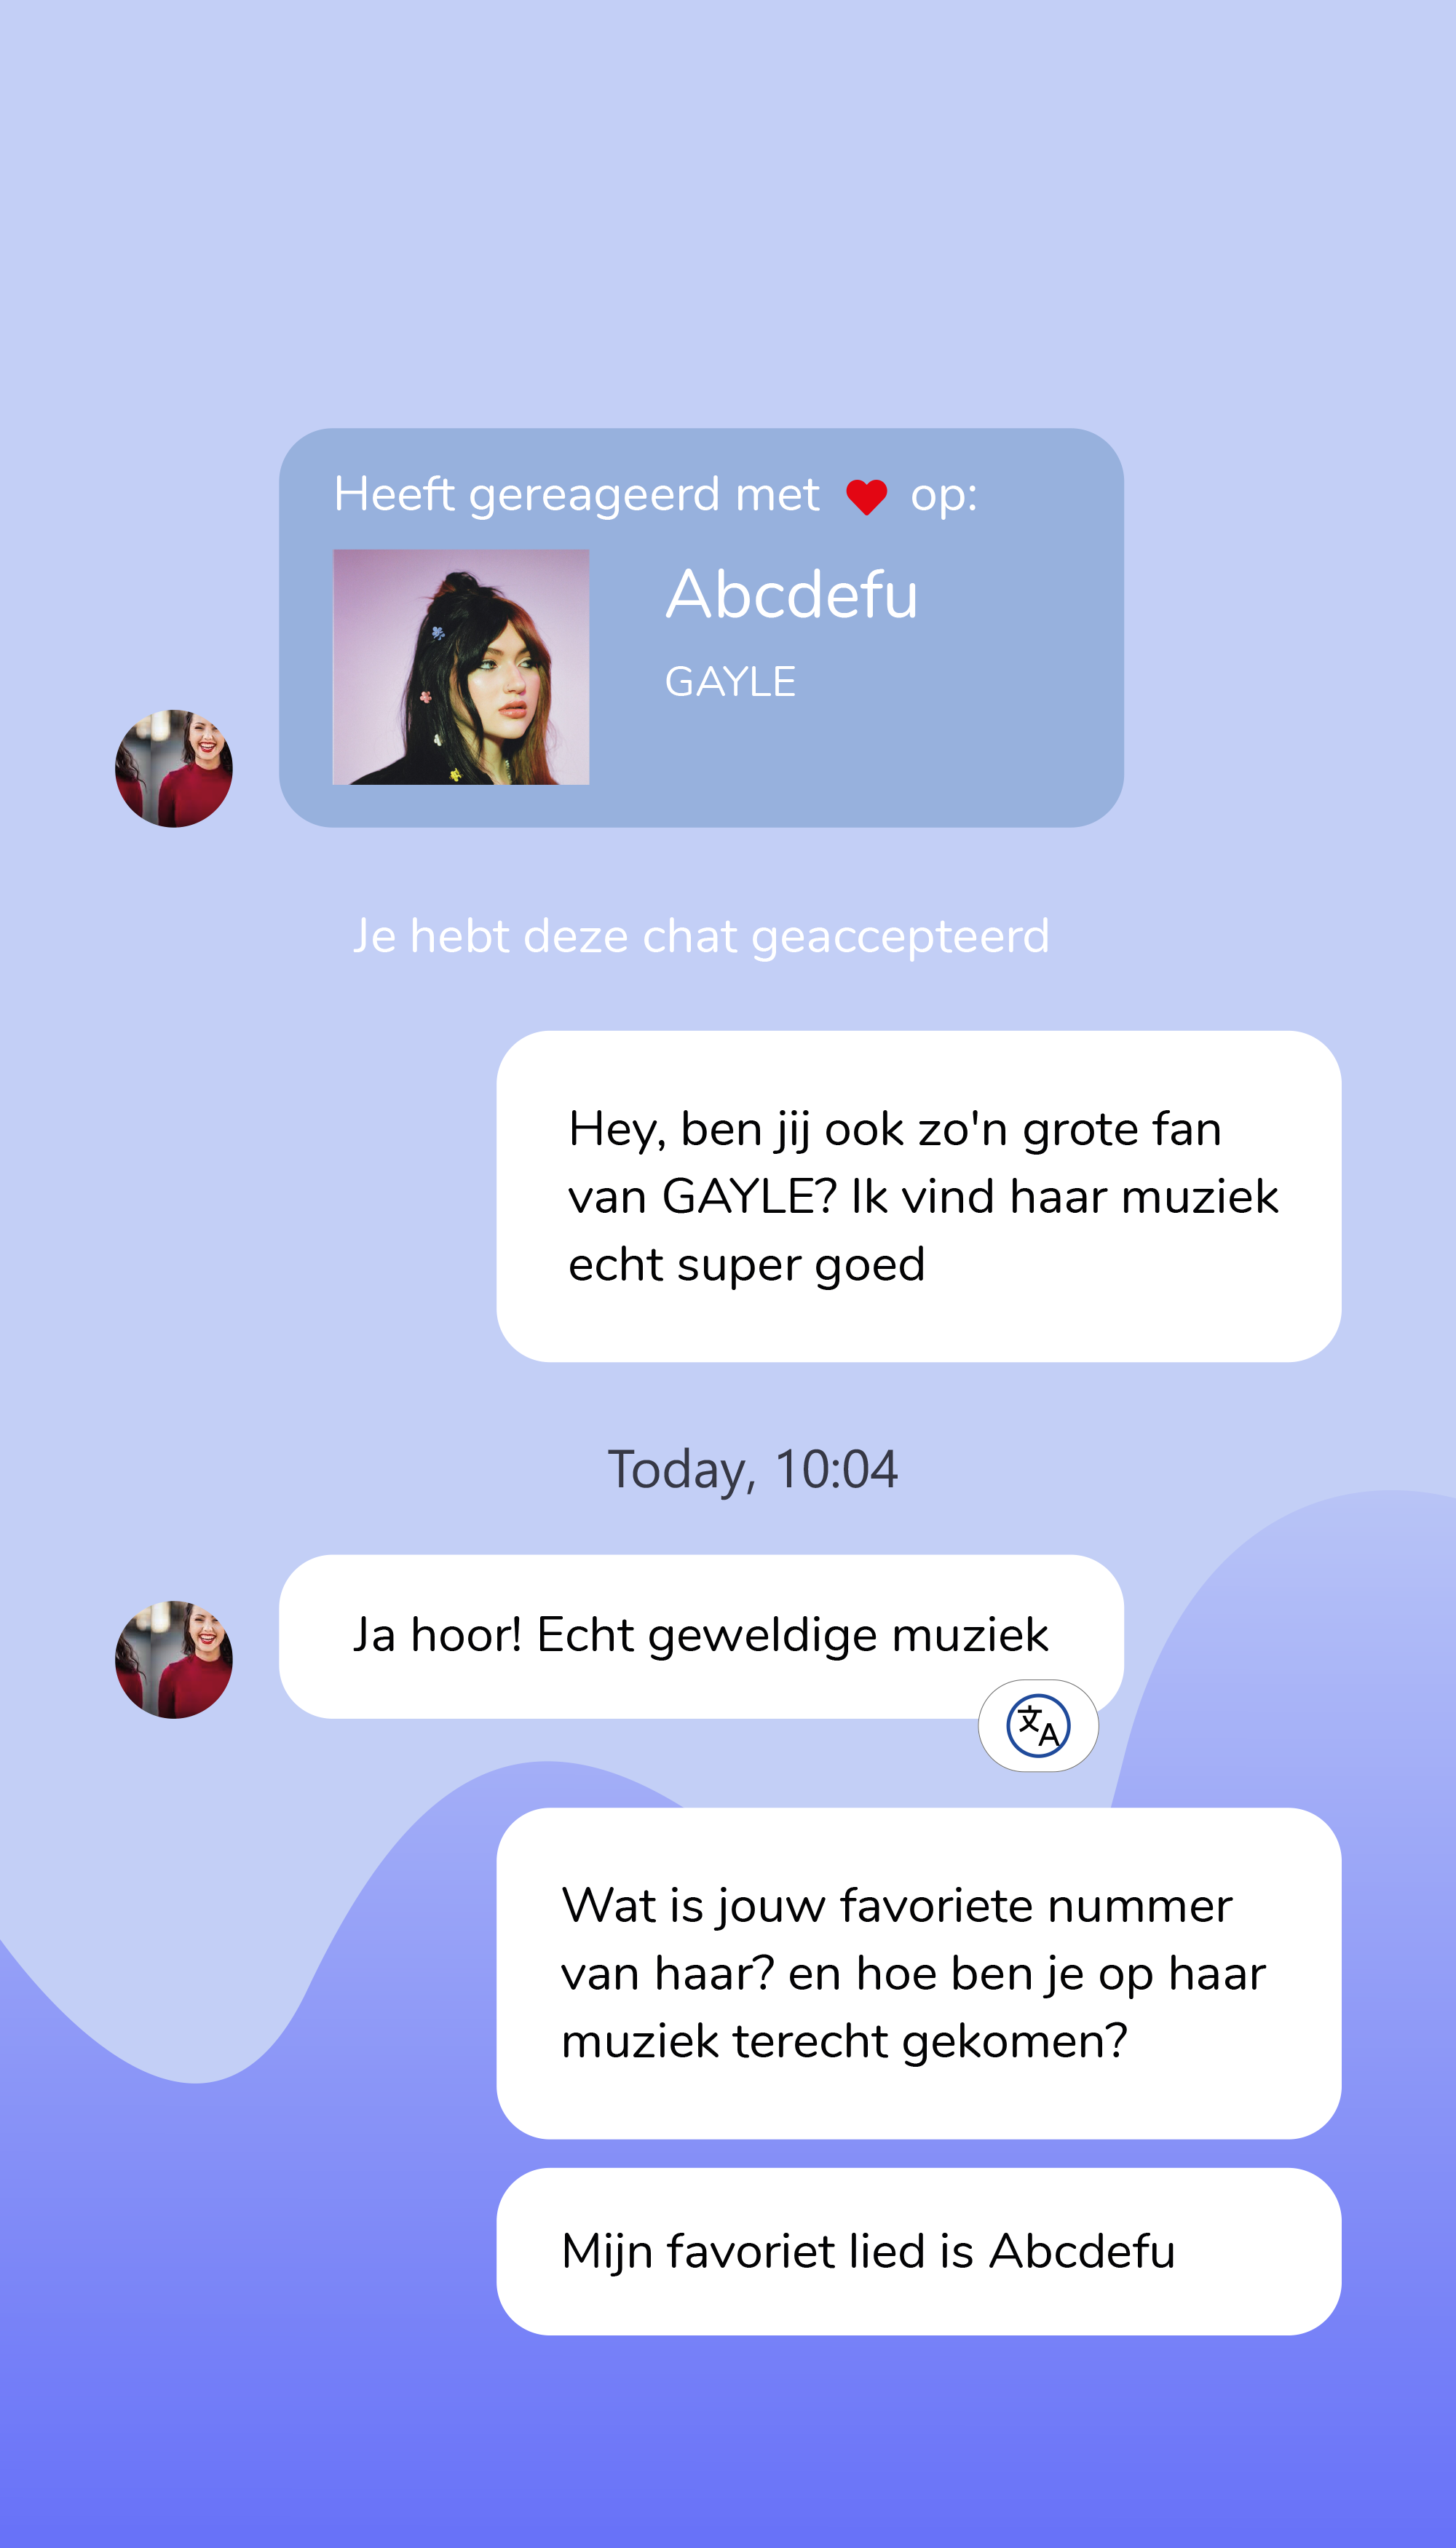 Heeft gereageerd met ❤ op:
Abcdefu
GAYLE
Je hebt deze chat geaccepteerd
Hey, ben jij ook zo'n grote fan
van GAYLE? Ik vind haar muziek
echt super goed
Today, 10:04
Ja hoor! Echt geweldige muziek
文A
Wat is jouw favoriete nummer
van haar? en hoe ben je op haar
muziek terecht gekomen?
Mijn favoriet lied is Abcdefu